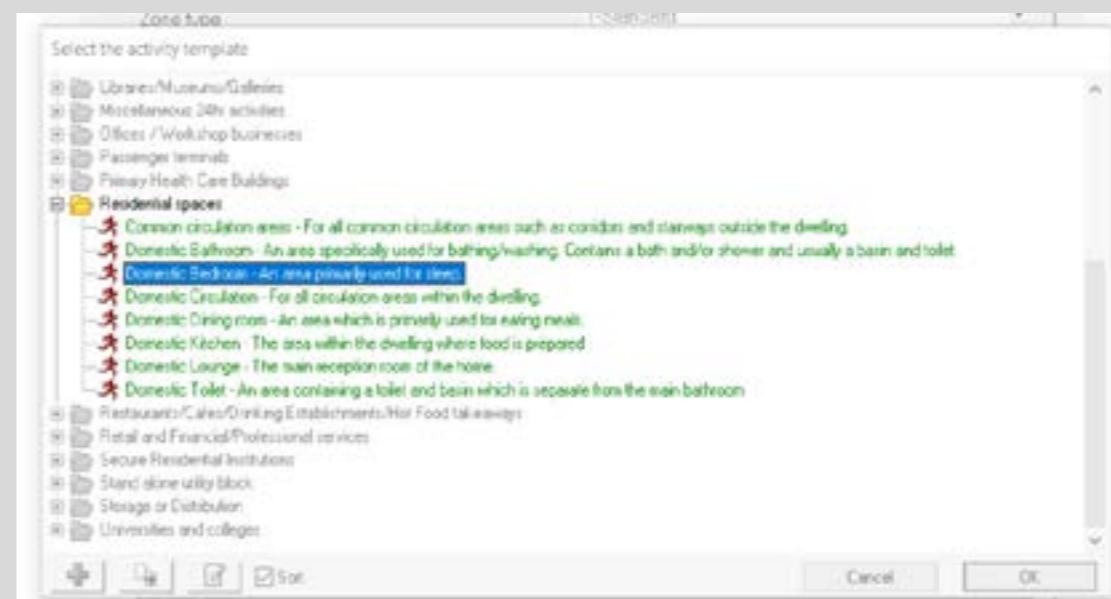 Zone type
Select the activity template
Libraries/Museums/Galleries
Miscellaneous 24hr activities
Offices / Workshop businesses
Passenger terminals
Primary Health Care Buildings
Residential spaces
Common circulation areas - For all common circulation areas such as corridors and stairways outside the dwelling.
Domestic Bathroom - An area specifically used for bathing/washing. Contains a bath and/or shower and usually a basin and toilet
Domestic Bedroom - An area primarily used for sleep.
Domestic Circulation - For all circulation areas within the dwelling.
Domestic Dining room - An area which is primarily used for eating meals.
Domestic Kitchen - The area within the dwelling where food is prepared
Domestic Lounge - The main reception room of the home.
Domestic Toilet - An area containing a toilet and basin which is separate from the main bathroom
Restaurants/Cafes/Drinking Establishments/Hot Food takeaways
Retail and Financial/Professional services
Secure Residential Institutions
Stand alone utility block
Storage or Distribution
Universities and colleges
Sort
Cancel
OK